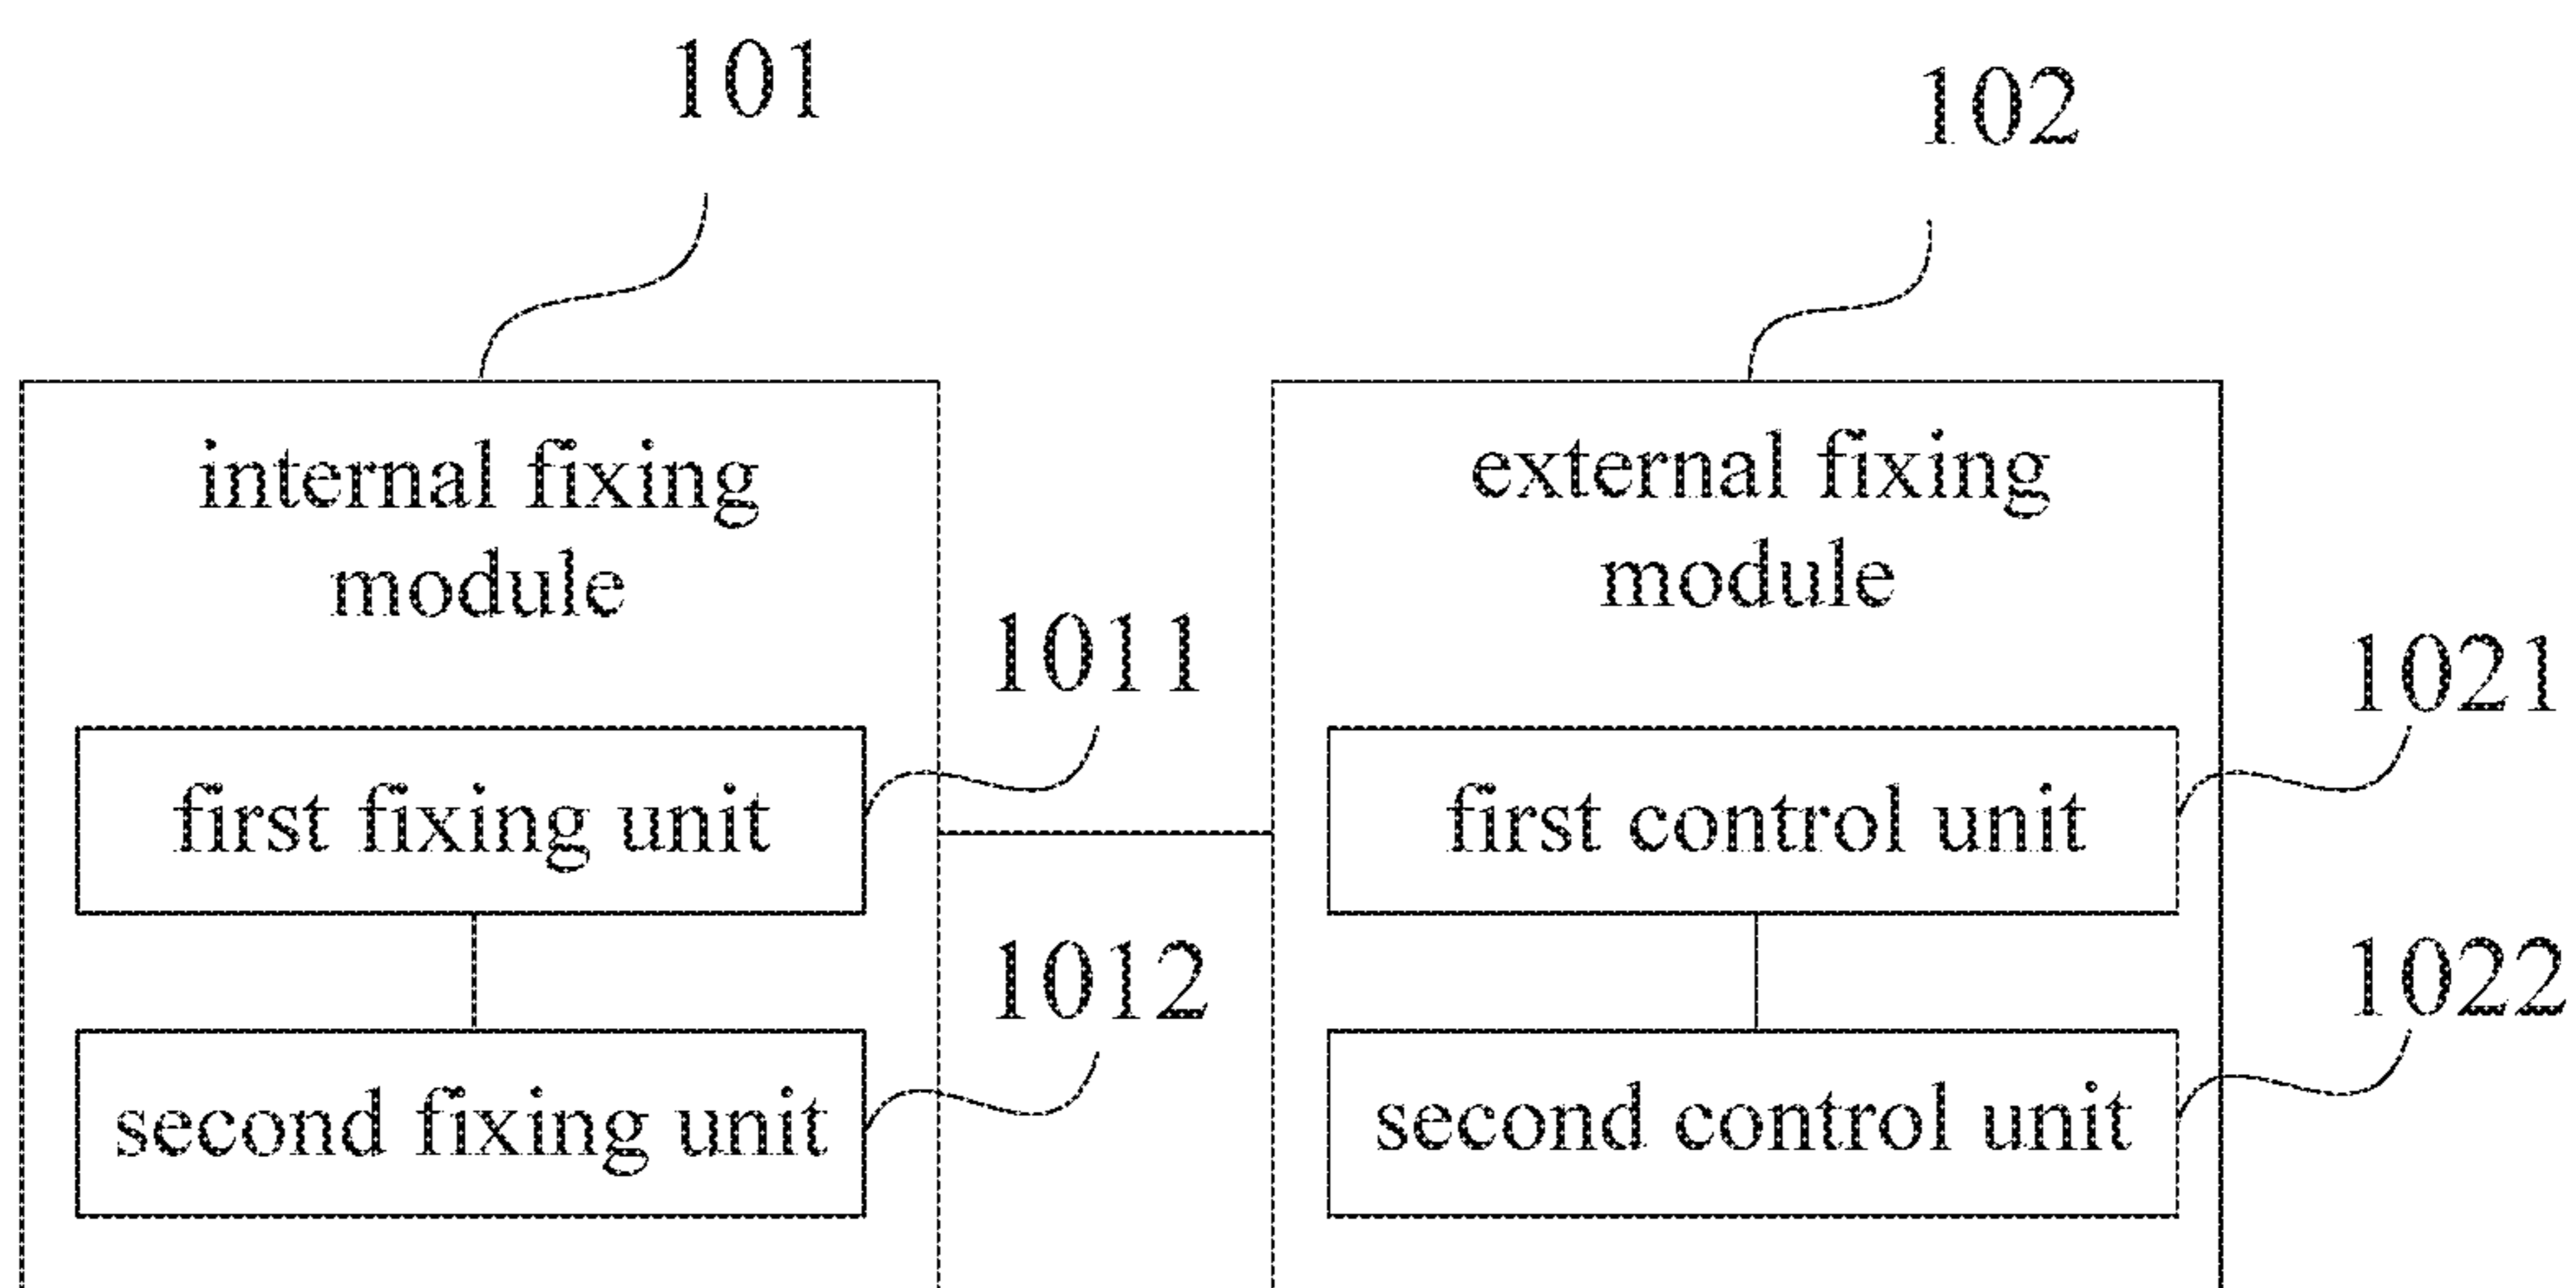 101
102
internal fixing
module
external fixing
module
1011
1021
first fixing unit
first control unit
1012
1022
second fixing unit
second control unit